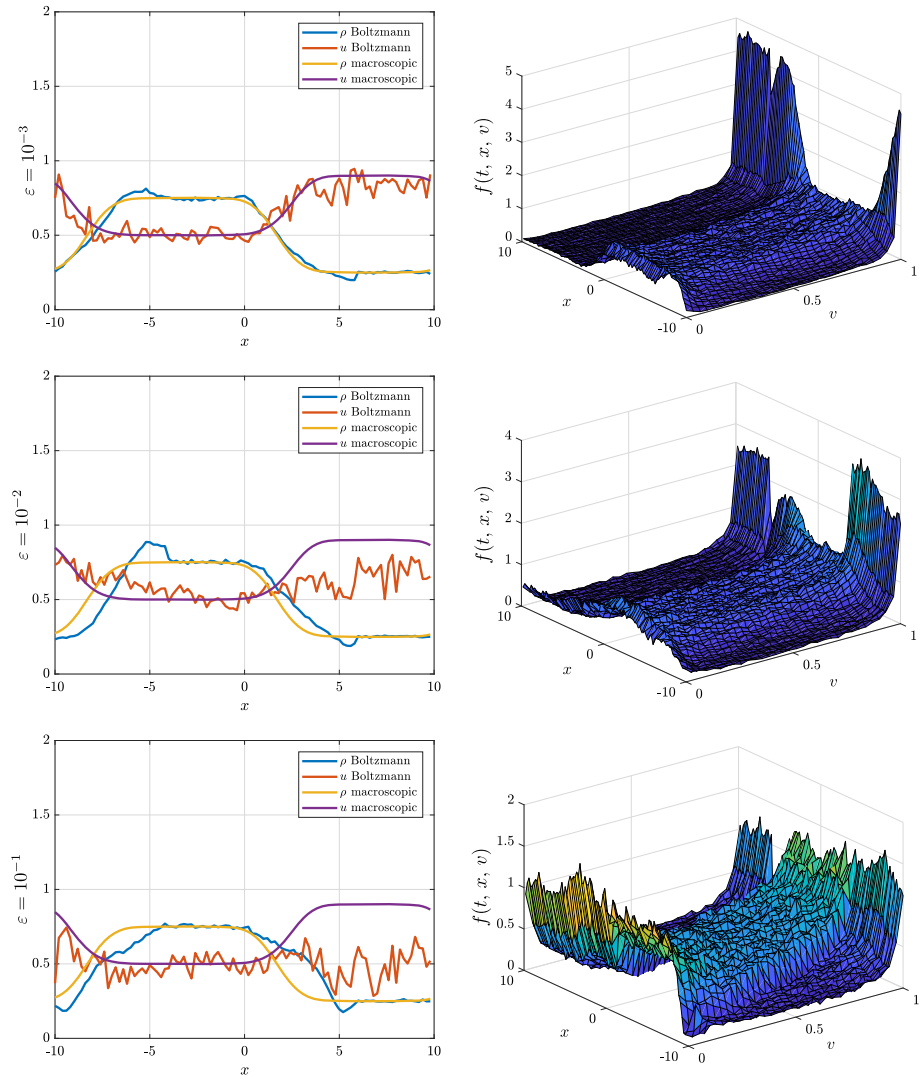 2
1.5
1
0.5
0
ε = 10⁻³
-10 -5 0 5 10
x
ρ Boltzmann
u Boltzmann
ρ macroscopic
u macroscopic
5
4
3
2
1
0
f(t, x, v)
10
0
-10
x
0
0.5
1
v
2
1.5
1
0.5
0
ε = 10⁻²
-10 -5 0 5 10
x
ρ Boltzmann
u Boltzmann
ρ macroscopic
u macroscopic
4
3
2
1
0
f(t, x, v)
10
0
-10
x
0
0.5
1
v
2
1.5
1
0.5
0
ε = 10⁻¹
-10 -5 0 5 10
x
ρ Boltzmann
u Boltzmann
ρ macroscopic
u macroscopic
2
1.5
1
0.5
0
f(t, x, v)
10
0
-10
x
0
0.5
1
v